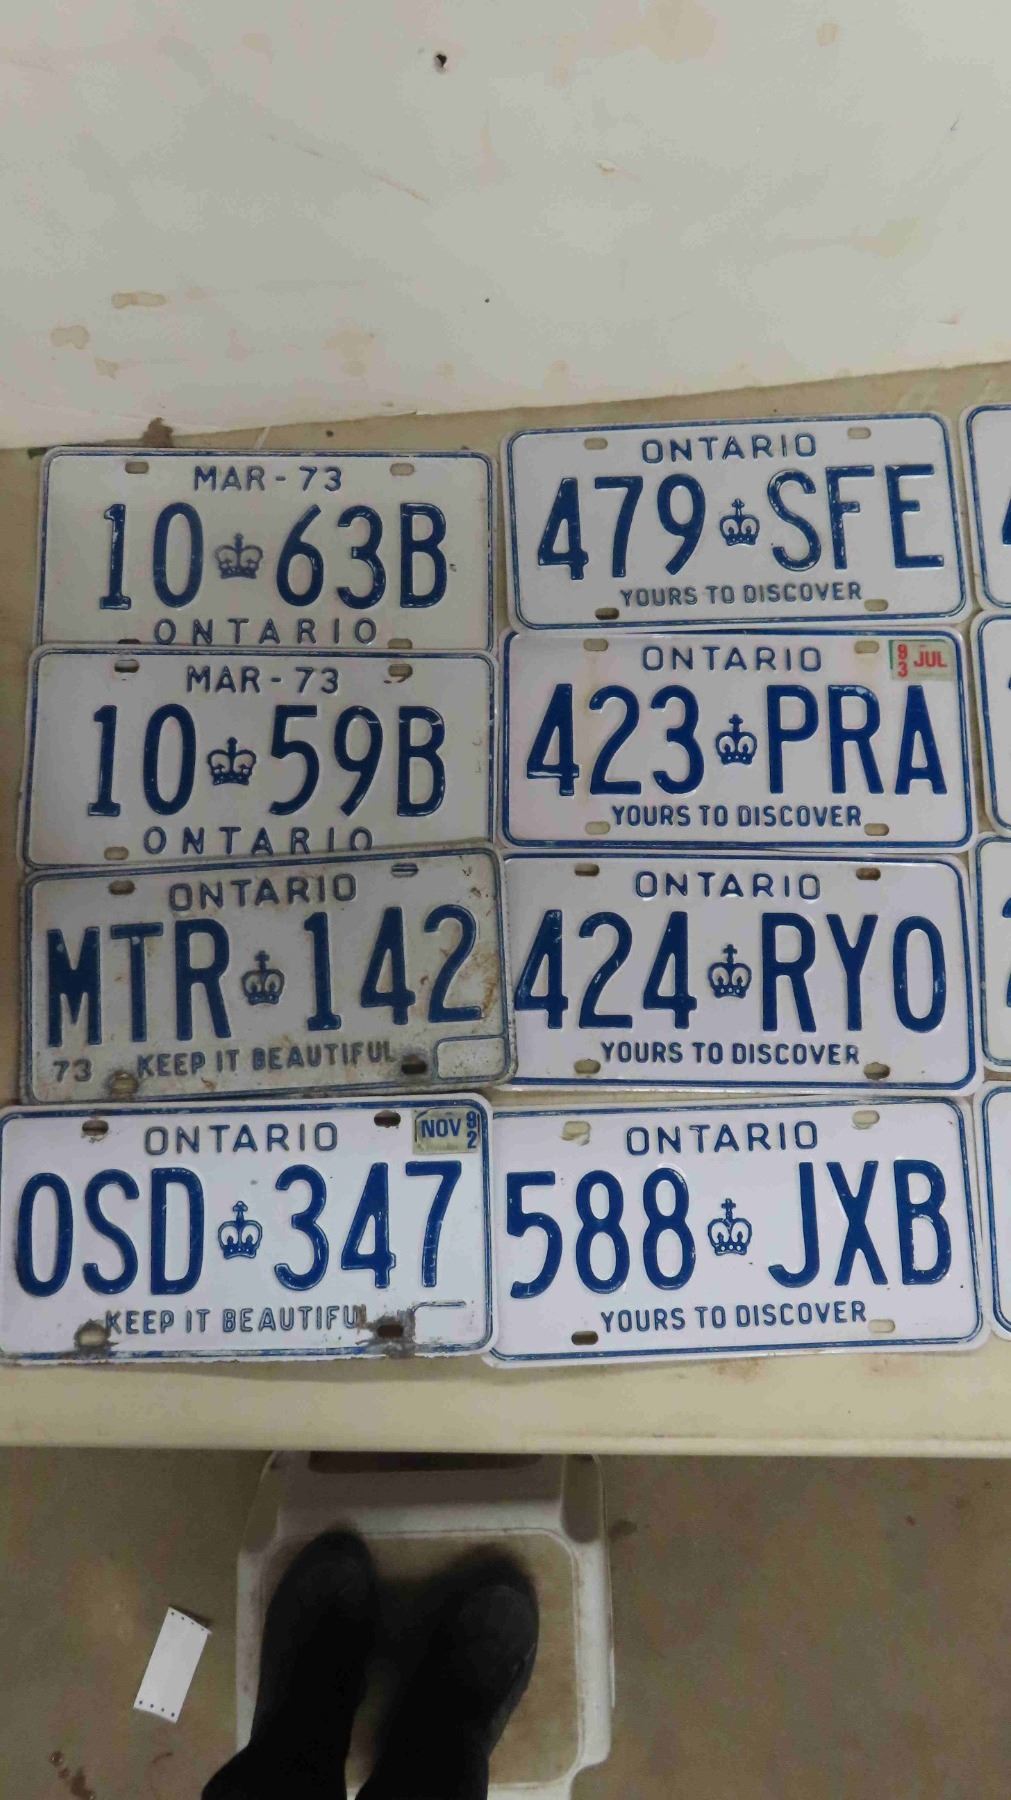 MAR-73
10 63B
ONTARIO
MAR-73
10 59B
ONTARIO
ONTARIO
MTR 142
73 KEEP IT BEAUTIFUL
ONTARIO
NOV 92
OSD 347
KEEP IT BEAUTIFUL
ONTARIO
479 SFE
YOURS TO DISCOVER
ONTARIO
93 JUL
423 PRA
YOURS TO DISCOVER
ONTARIO
424 RYO
YOURS TO DISCOVER
ONTARIO
588 JXB
YOURS TO DISCOVER